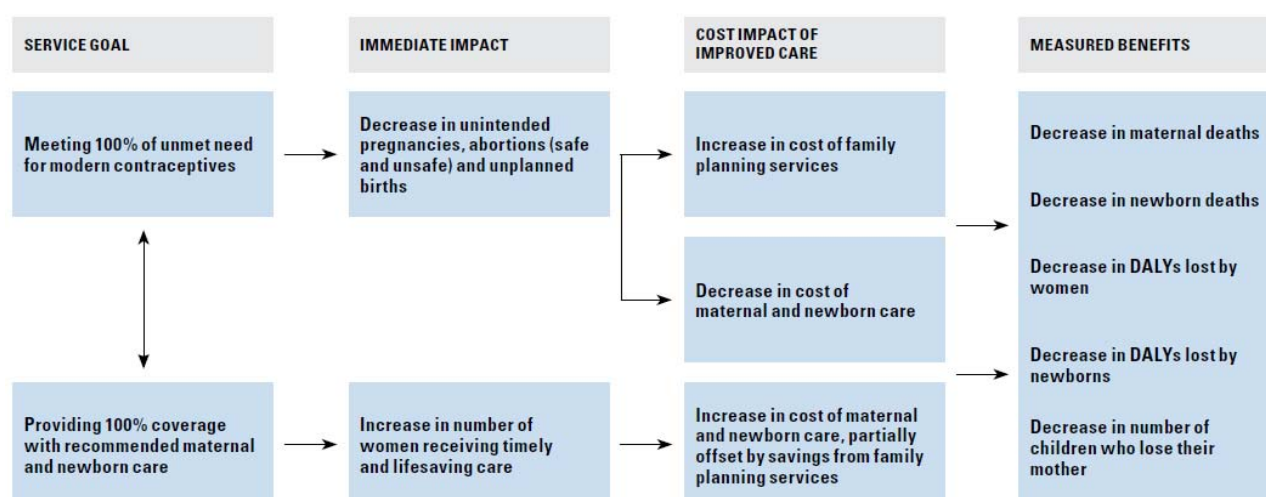 SERVICE GOAL
IMMEDIATE IMPACT
COST IMPACT OF
IMPROVED CARE
MEASURED BENEFITS
Meeting 100% of unmet need
for modern contraceptives
Decrease in unintended
pregnancies, abortions (safe
and unsafe) and unplanned
births
Increase in cost of family
planning services
Decrease in cost of
maternal and newborn care
Providing 100% coverage
with recommended maternal
and newborn care
Increase in number of
women receiving timely
and lifesaving care
Increase in cost of maternal
and newborn care, partially
offset by savings from family
planning services
Decrease in maternal deaths
Decrease in newborn deaths
Decrease in DALYs lost by
women
Decrease in DALYs lost by
newborns
Decrease in number of
children who lose their
mother